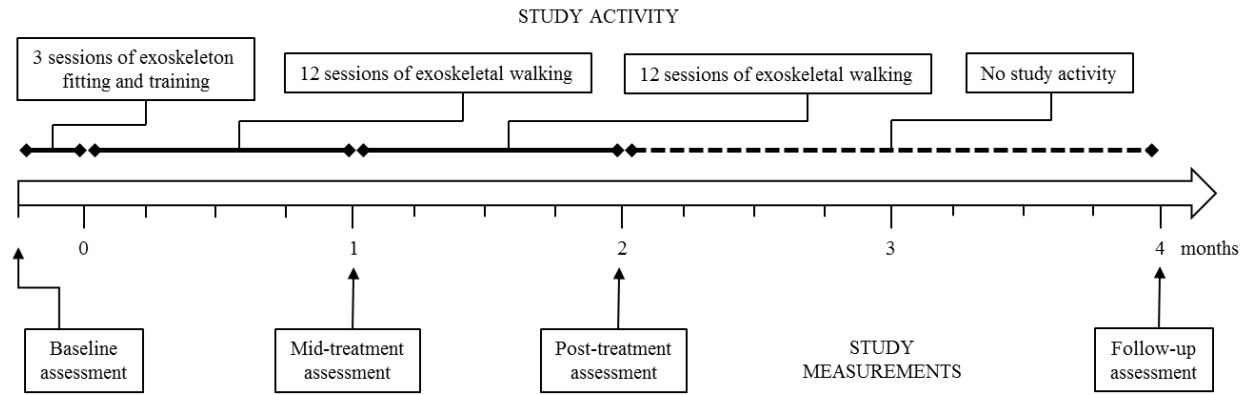 STUDY ACTIVITY
3 sessions of exoskeleton
fitting and training
12 sessions of exoskeletal walking
12 sessions of exoskeletal walking
No study activity
0 1 2 3 4 months
Baseline
assessment
Mid-treatment
assessment
Post-treatment
assessment
STUDY
MEASUREMENTS
Follow-up
assessment